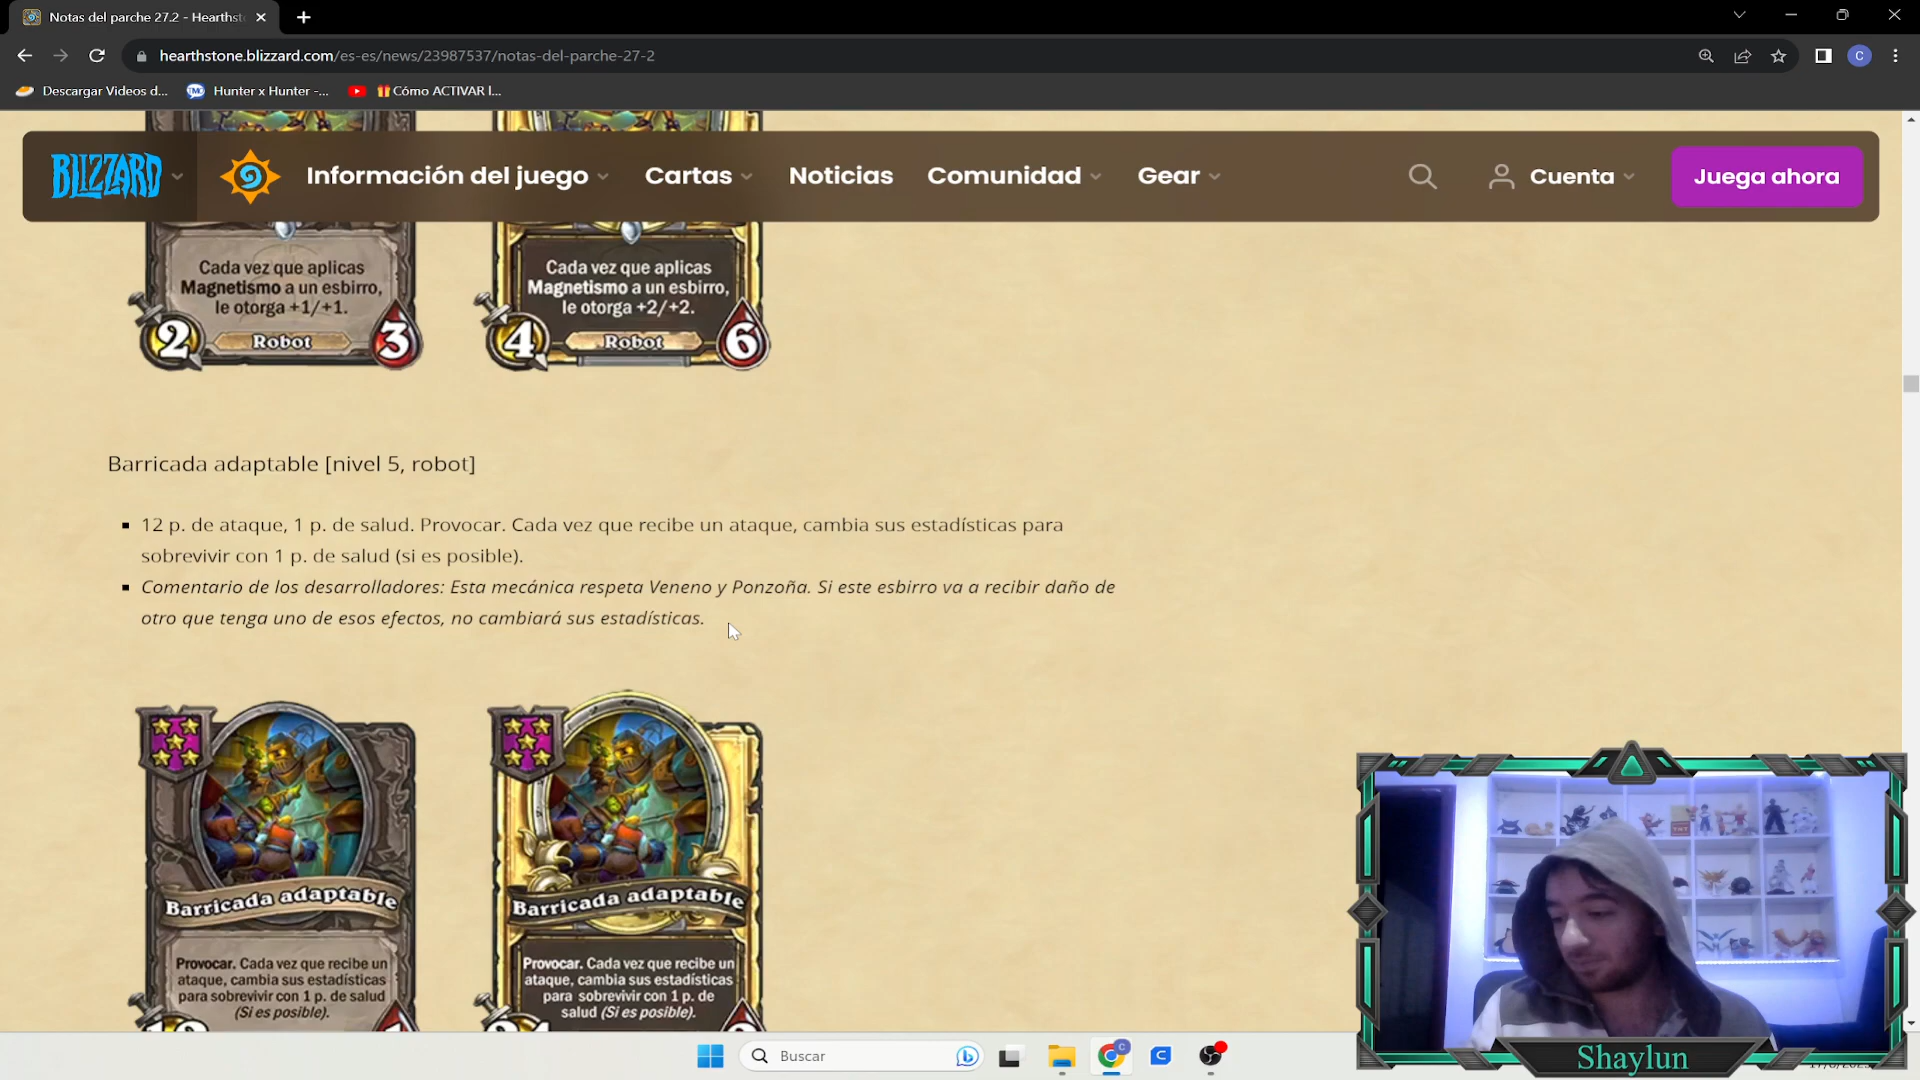 Notas del parche 27.2 - Hearthst
hearthstone.blizzard.com/es-es/news/23987537/notas-del-parche-27-2
C
Descargar Videos d...
TMO
Hunter x Hunter -...
Cómo ACTIVAR l...
BLIZZARD
Información del juego
Cartas
Noticias
Comunidad
Gear
Cuenta
Juega ahora
Cada vez que aplicas
Magnetismo a un esbirro,
le otorga +1/+1.
2
Robot
3
Cada vez que aplicas
Magnetismo a un esbirro,
le otorga +2/+2.
4
Robot
6
Barricada adaptable [nivel 5, robot]
12 p. de ataque, 1 p. de salud. Provocar. Cada vez que recibe un ataque, cambia sus estadísticas para
sobrevivir con 1 p. de salud (si es posible).
Comentario de los desarrolladores: Esta mecánica respeta Veneno y Ponzoña. Si este esbirro va a recibir daño de
otro que tenga uno de esos efectos, no cambiará sus estadísticas.
Barricada adaptable
Provocar. Cada vez que recibe un
ataque, cambia sus estadísticas
para sobrevivir con 1 p. de salud
(Si es posible).
Barricada adaptable
Provocar. Cada vez que recibe un
ataque, cambia sus estadísticas
para sobrevivir con 1 p. de
salud (Si es posible).
Buscar
C
Shaylun